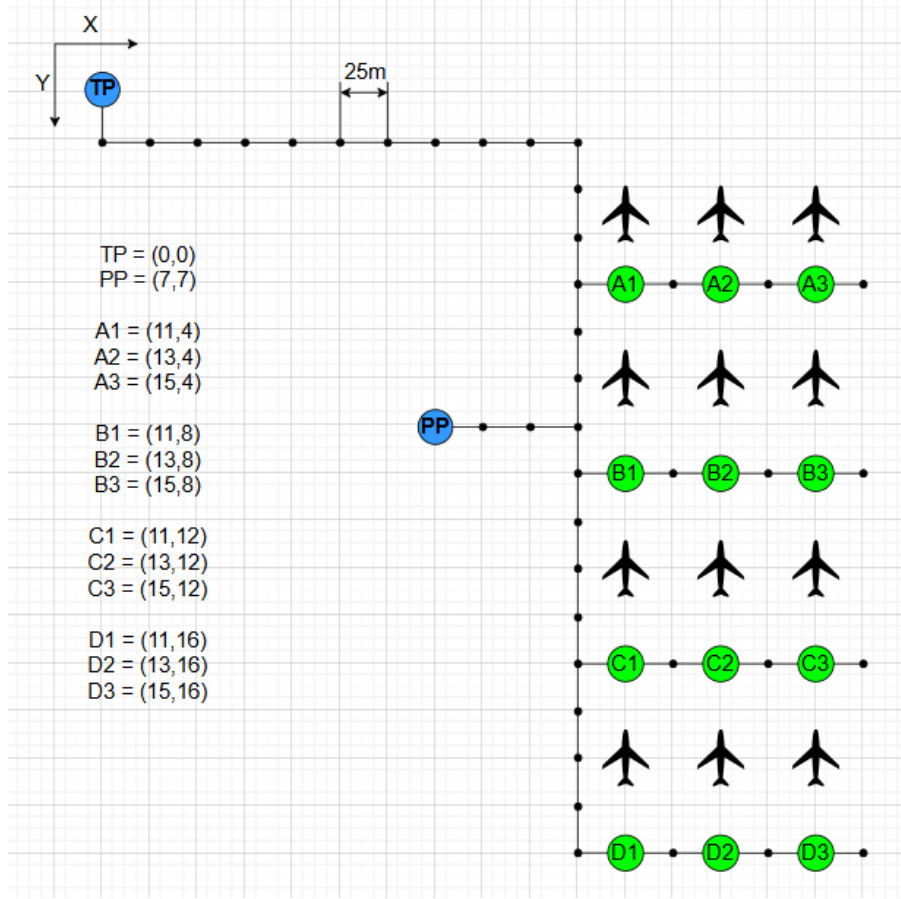 X
Y
TP
25m
TP = (0,0)
PP = (7,7)
A1 A2 A3
A1 = (11,4)
A2 = (13,4)
A3 = (15,4)
PP
B1 = (11,8)
B2 = (13,8)
B3 = (15,8)
B1 B2 B3
C1 = (11,12)
C2 = (13,12)
C3 = (15,12)
D1 = (11,16)
D2 = (13,16)
D3 = (15,16)
C1 C2 C3
D1 D2 D3